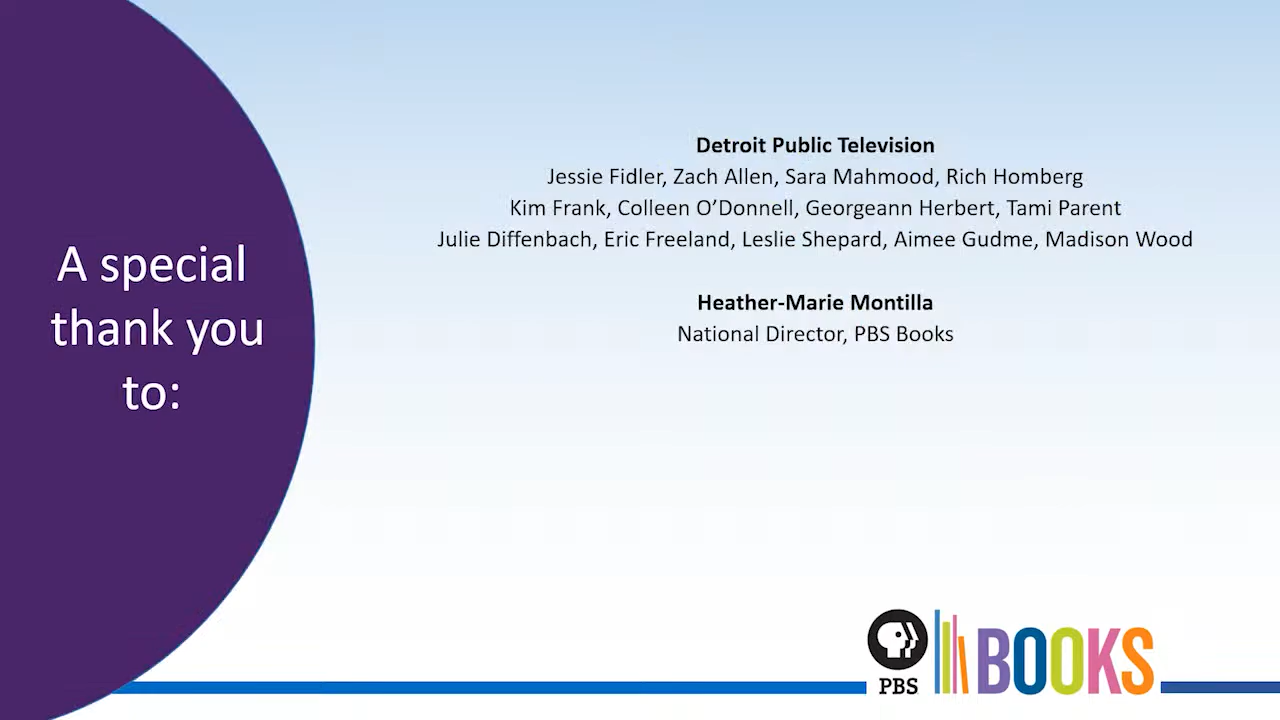 A special
thank you
to:
Detroit Public Television
Jessie Fidler, Zach Allen, Sara Mahmood, Rich Homberg
Kim Frank, Colleen O’Donnell, Georgeann Herbert, Tami Parent
Julie Diffenbach, Eric Freeland, Leslie Shepard, Aimee Gudme, Madison Wood
Heather-Marie Montilla
National Director, PBS Books
PBS
BOOKS